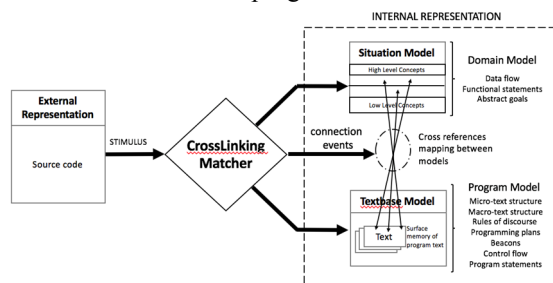 INTERNAL REPRESENTATION
External
Representation
Source code
STIMULUS
CrossLinking
Matcher
connection
events
Situation Model
High Level Concepts
Low Level Concepts
Domain Model
Data flow
Functional statements
Abstract goals
Cross references
mapping between
models
Textbase Model
Text
Surface
memory of
program text
Program Model
Micro-text structure
Macro-text structure
Rules of discourse
Programming plans
Beacons
Control flow
Program statements